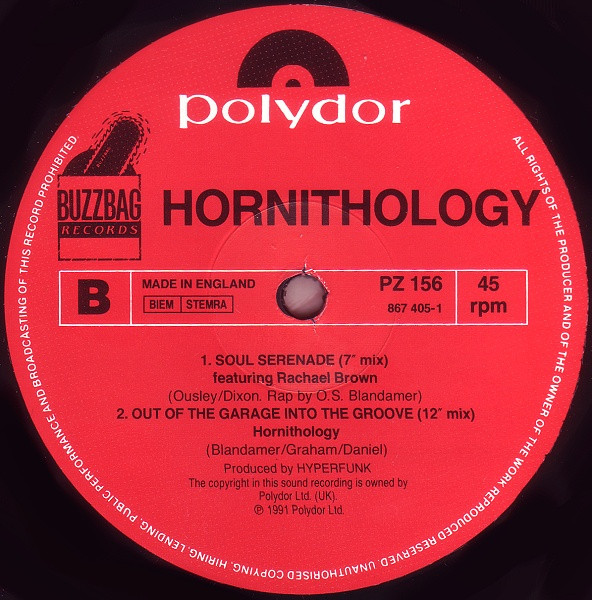 polydor
BUZZBAG
RECORDS
HORNITHOLOGY
B
MADE IN ENGLAND
BIEM STEMRA
PZ 156
867 405-1
45
rpm
1. SOUL SERENADE (7″ mix)
featuring Rachael Brown
(Ousley/Dixon. Rap by O.S. Blandamer)
2. OUT OF THE GARAGE INTO THE GROOVE (12″ mix)
Hornithology
(Blandamer/Graham/Daniel)
Produced by HYPERFUNK
The copyright in this sound recording is owned by
Polydor Ltd. (UK).
℗ 1991 Polydor Ltd.
ALL RIGHTS OF THE PRODUCER AND OF THE OWNER OF THE WORK REPRODUCED RESERVED. UNAUTHORISED COPYING, HIRING, LENDING, PUBLIC PERFORMANCE AND BROADCASTING OF THIS RECORD PROHIBITED.